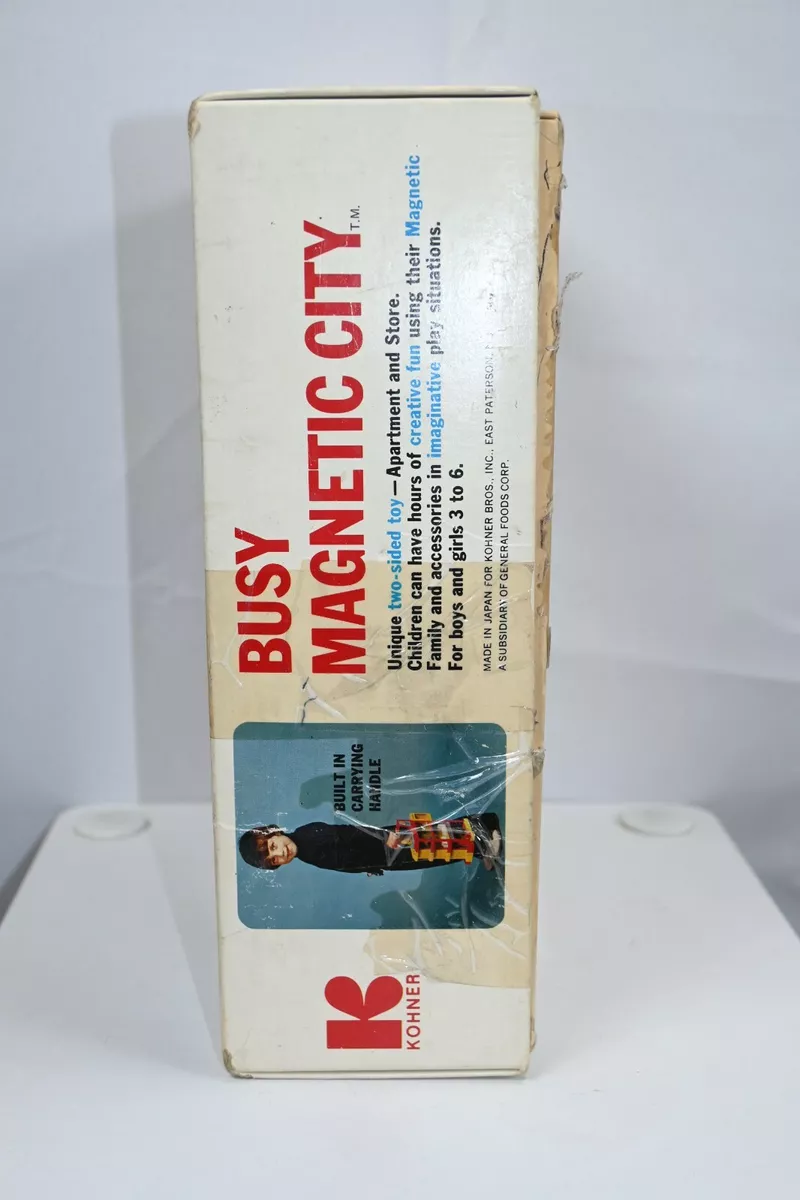 BUSY
MAGNETIC CITY T.M.
Unique two-sided toy—Apartment and Store.
Children can have hours of creative fun using their Magnetic
Family and accessories in imaginative play situations.
For boys and girls 3 to 6.
MADE IN JAPAN FOR KOHNER BROS., INC., EAST PATERSON,
A SUBSIDIARY OF GENERAL FOODS CORP.
BUILT IN
CARRYING
HANDLE
K
KOHNER